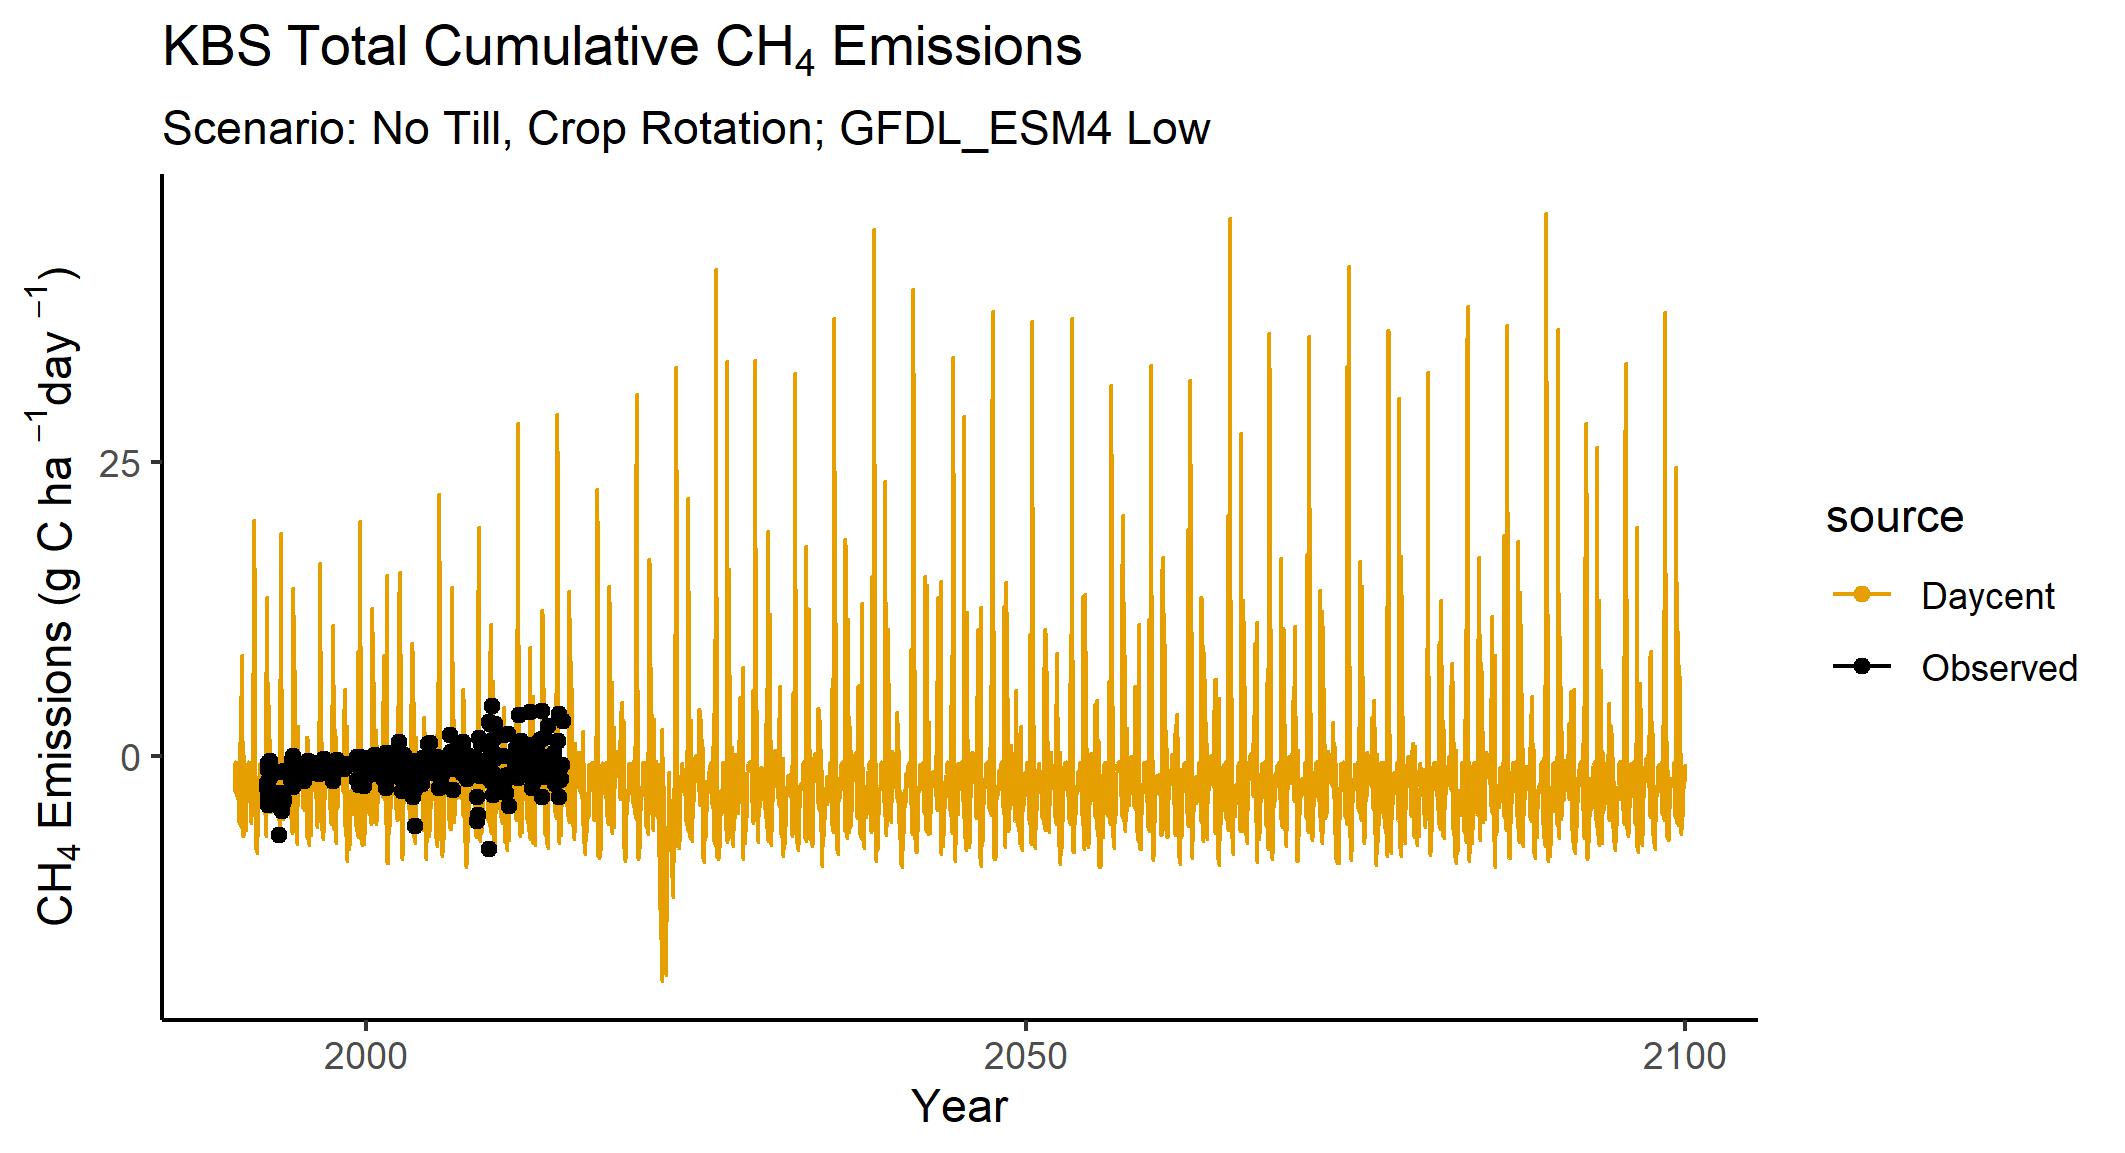 KBS Total Cumulative CH₄ Emissions
Scenario: No Till, Crop Rotation; GFDL_ESM4 Low
CH₄ Emissions (g C ha ⁻¹day ⁻¹)
25
0
2000
2050
2100
Year
source
Daycent
Observed